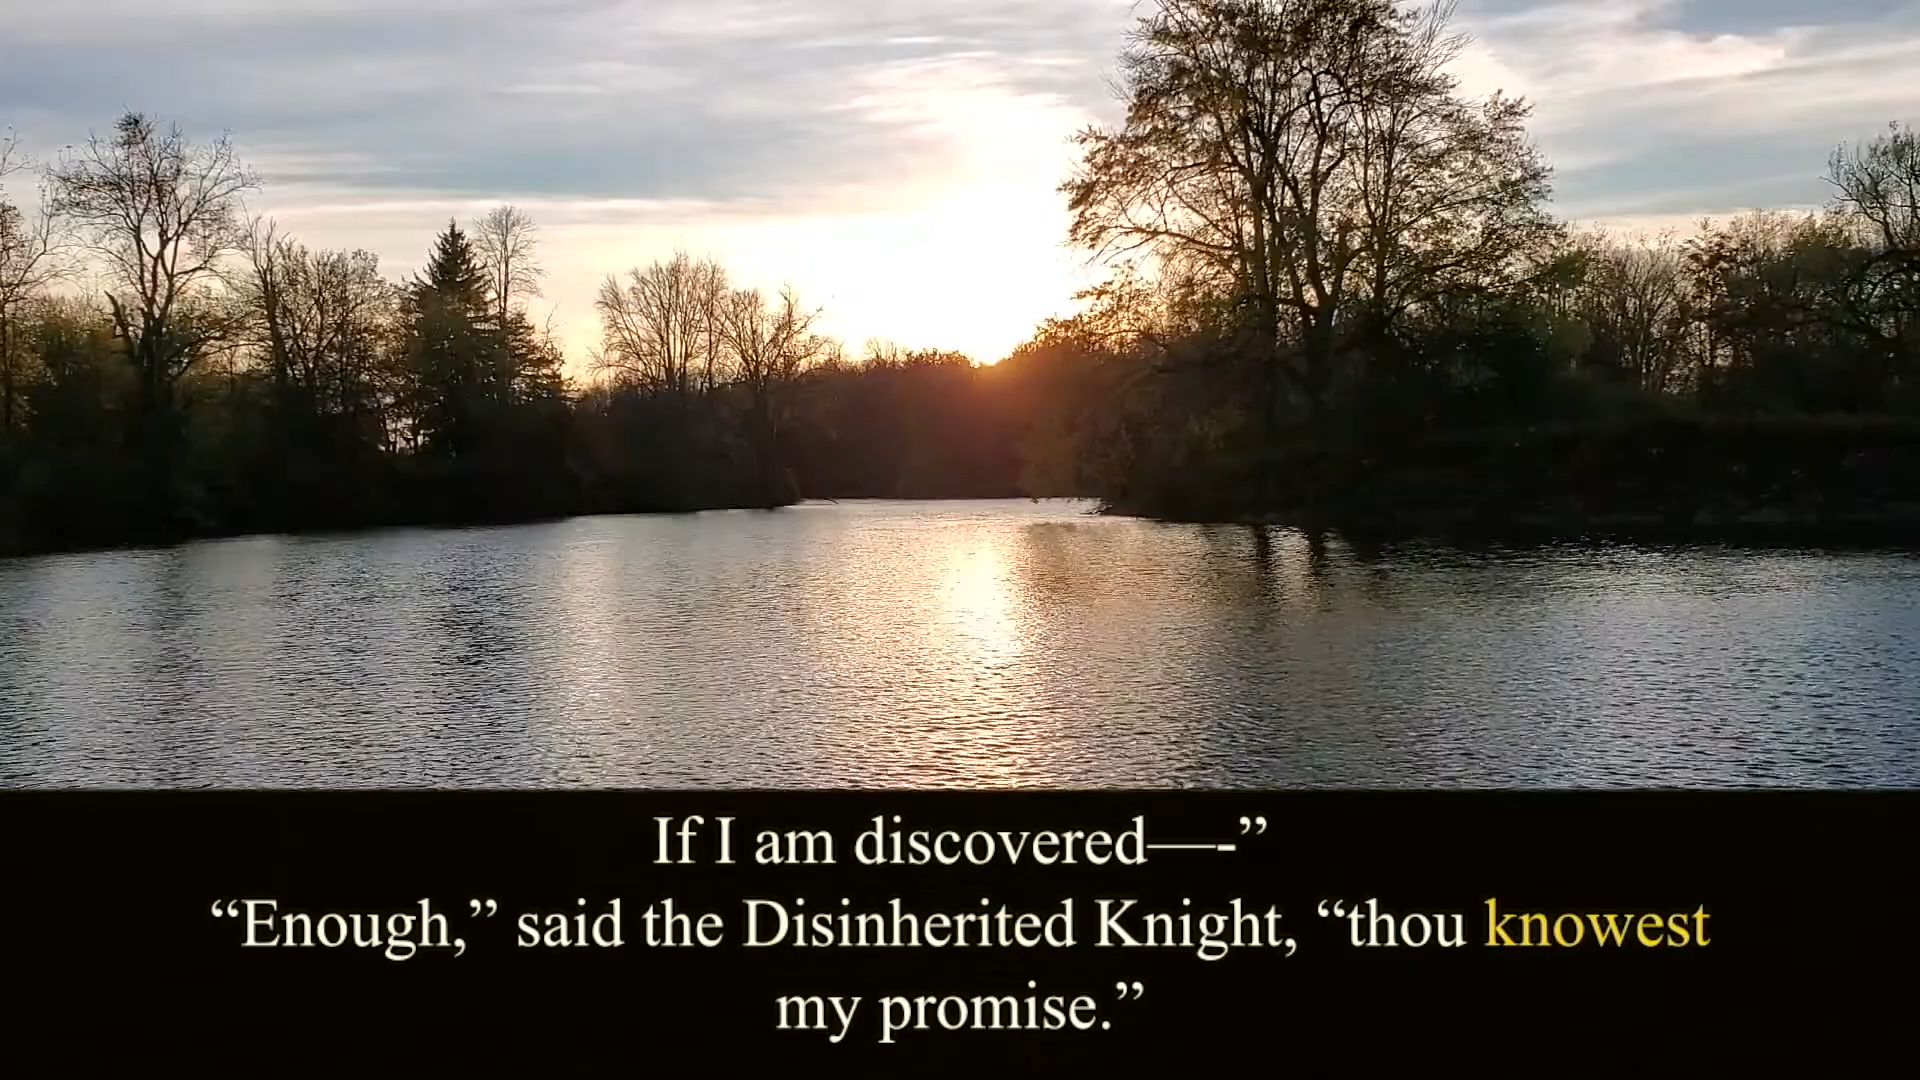 If I am discovered—-”
“Enough,” said the Disinherited Knight, “thou knowest
my promise.”